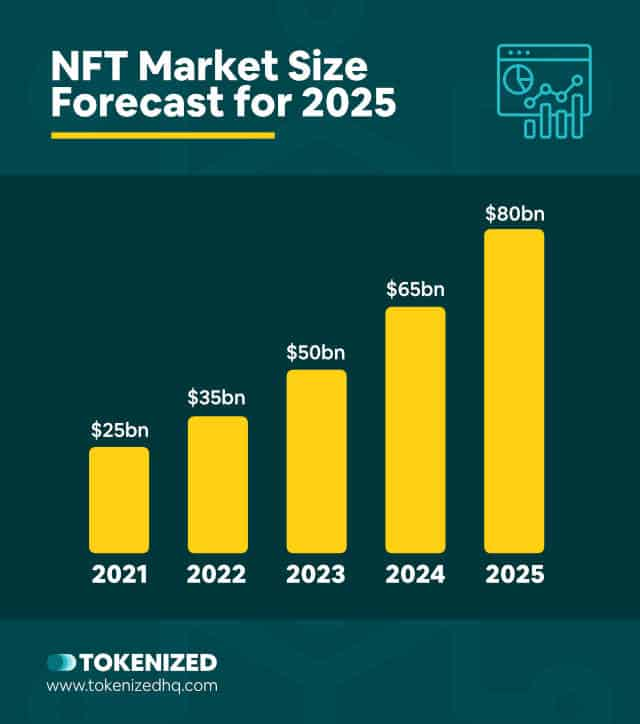 NFT Market Size
Forecast for 2025
$80bn
$65bn
$50bn
$35bn
$25bn
2021 2022 2023 2024 2025
TOKENIZED
www.tokenizedhq.com